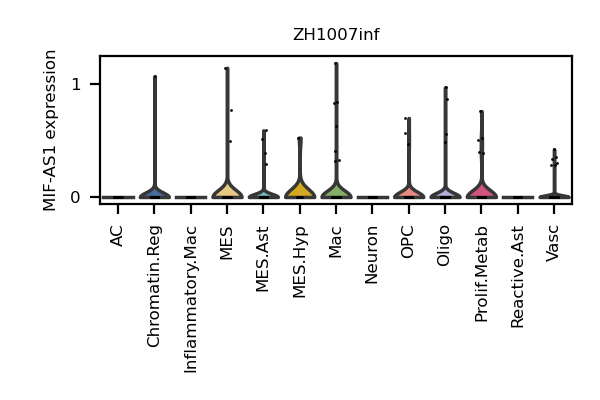 ZH1007inf
MIF-AS1 expression
1
0
AC
Chromatin.Reg
Inflammatory.Mac
MES
MES.Ast
MES.Hyp
Mac
Neuron
OPC
Oligo
Prolif.Metab
Reactive.Ast
Vasc